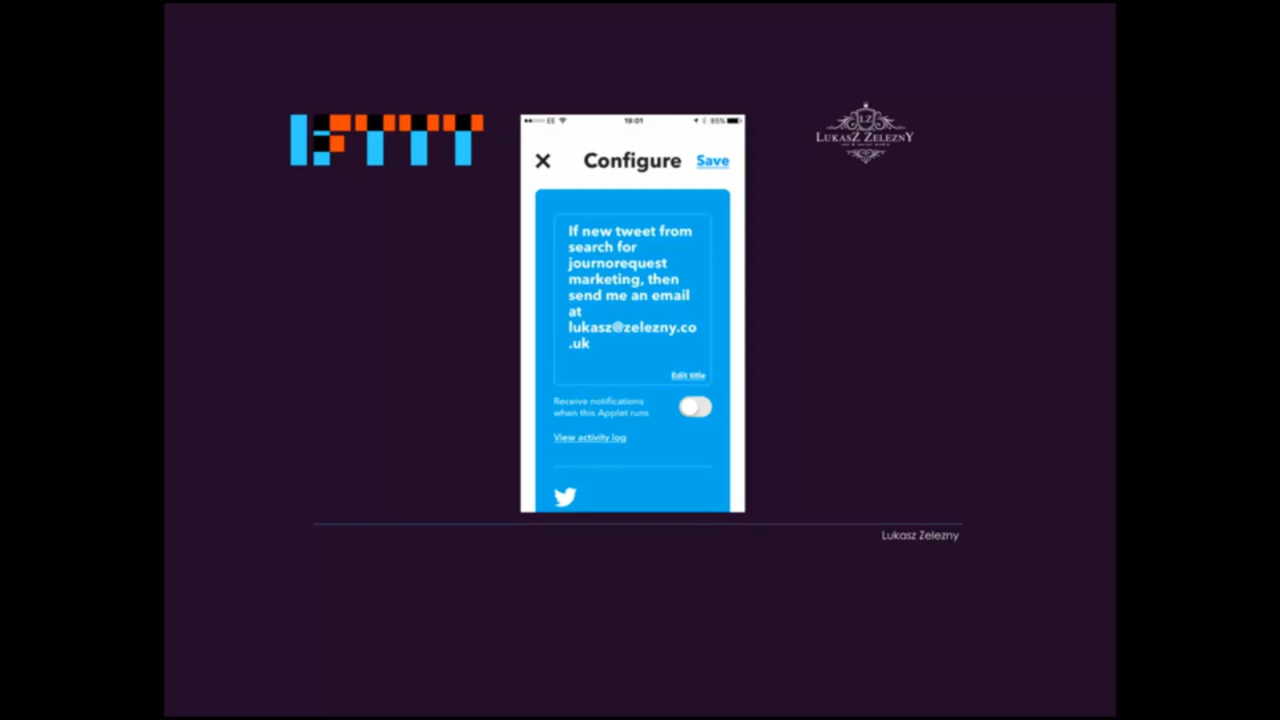 IFTTT
EE 19:01 85%
LUKASZ ZELEZNY
Configure Save
If new tweet from
search for
journorequest
marketing, then
send me an email
at
lukasz@zelezny.co
.uk
Edit title
Receive notifications
when this Applet runs
View activity log
Lukasz Zelezny